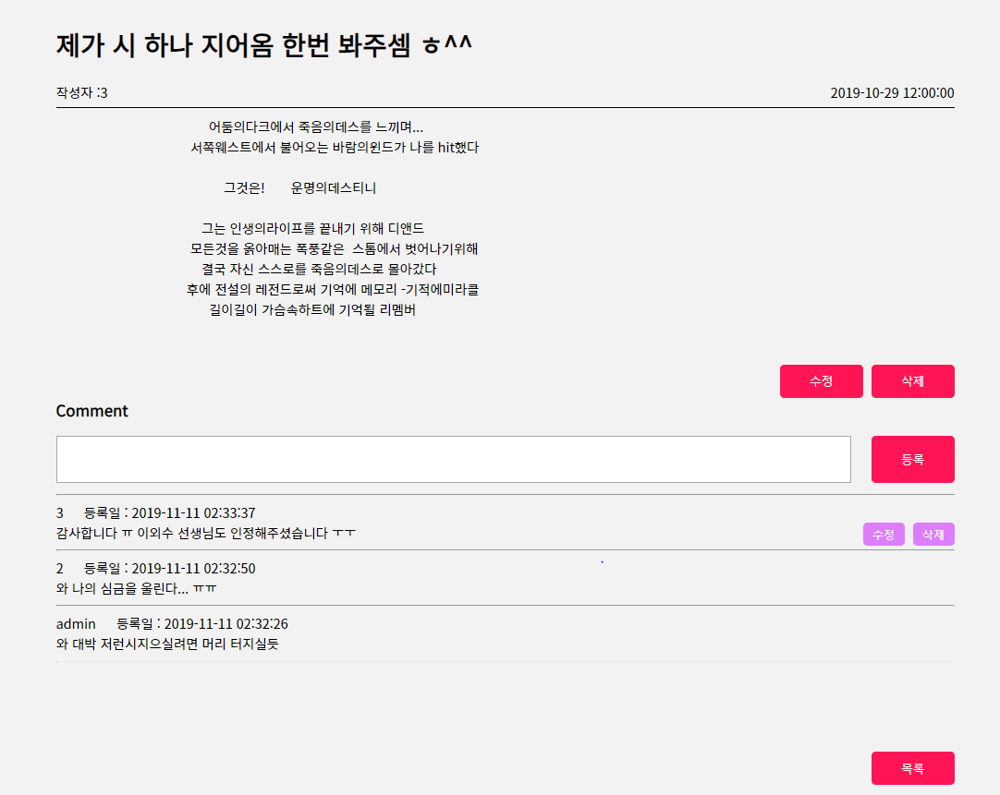 제가 시 하나 지어옴 한번 봐주셈 ㅎ^^
작성자 :3 2019-10-29 12:00:00
어둠의다크에서 죽음의데스를 느끼며...
서쪽웨스트에서 불어오는 바람의윈드가 나를 hit했다
그것은! 운명의데스티니
그는 인생의라이프를 끝내기 위해 디앤드
모든것을 옭아매는 폭풍같은 스톰에서 벗어나기위해
결국 자신 스스로를 죽음의데스로 몰아갔다
후에 전설의 레전드로써 기억에 메모리 -기적에미라클
길이길이 가슴속하트에 기억될 리멤버
수정 삭제
Comment
등록
3 등록일 : 2019-11-11 02:33:37
감사합니다 ㅠ 이외수 선생님도 인정해주셨습니다 ㅜㅜ
수정 삭제
2 등록일 : 2019-11-11 02:32:50
와 나의 심금을 울린다... ㅠㅠ
admin 등록일 : 2019-11-11 02:32:26
와 대박 저런시지으실려면 머리 터지실듯
목록